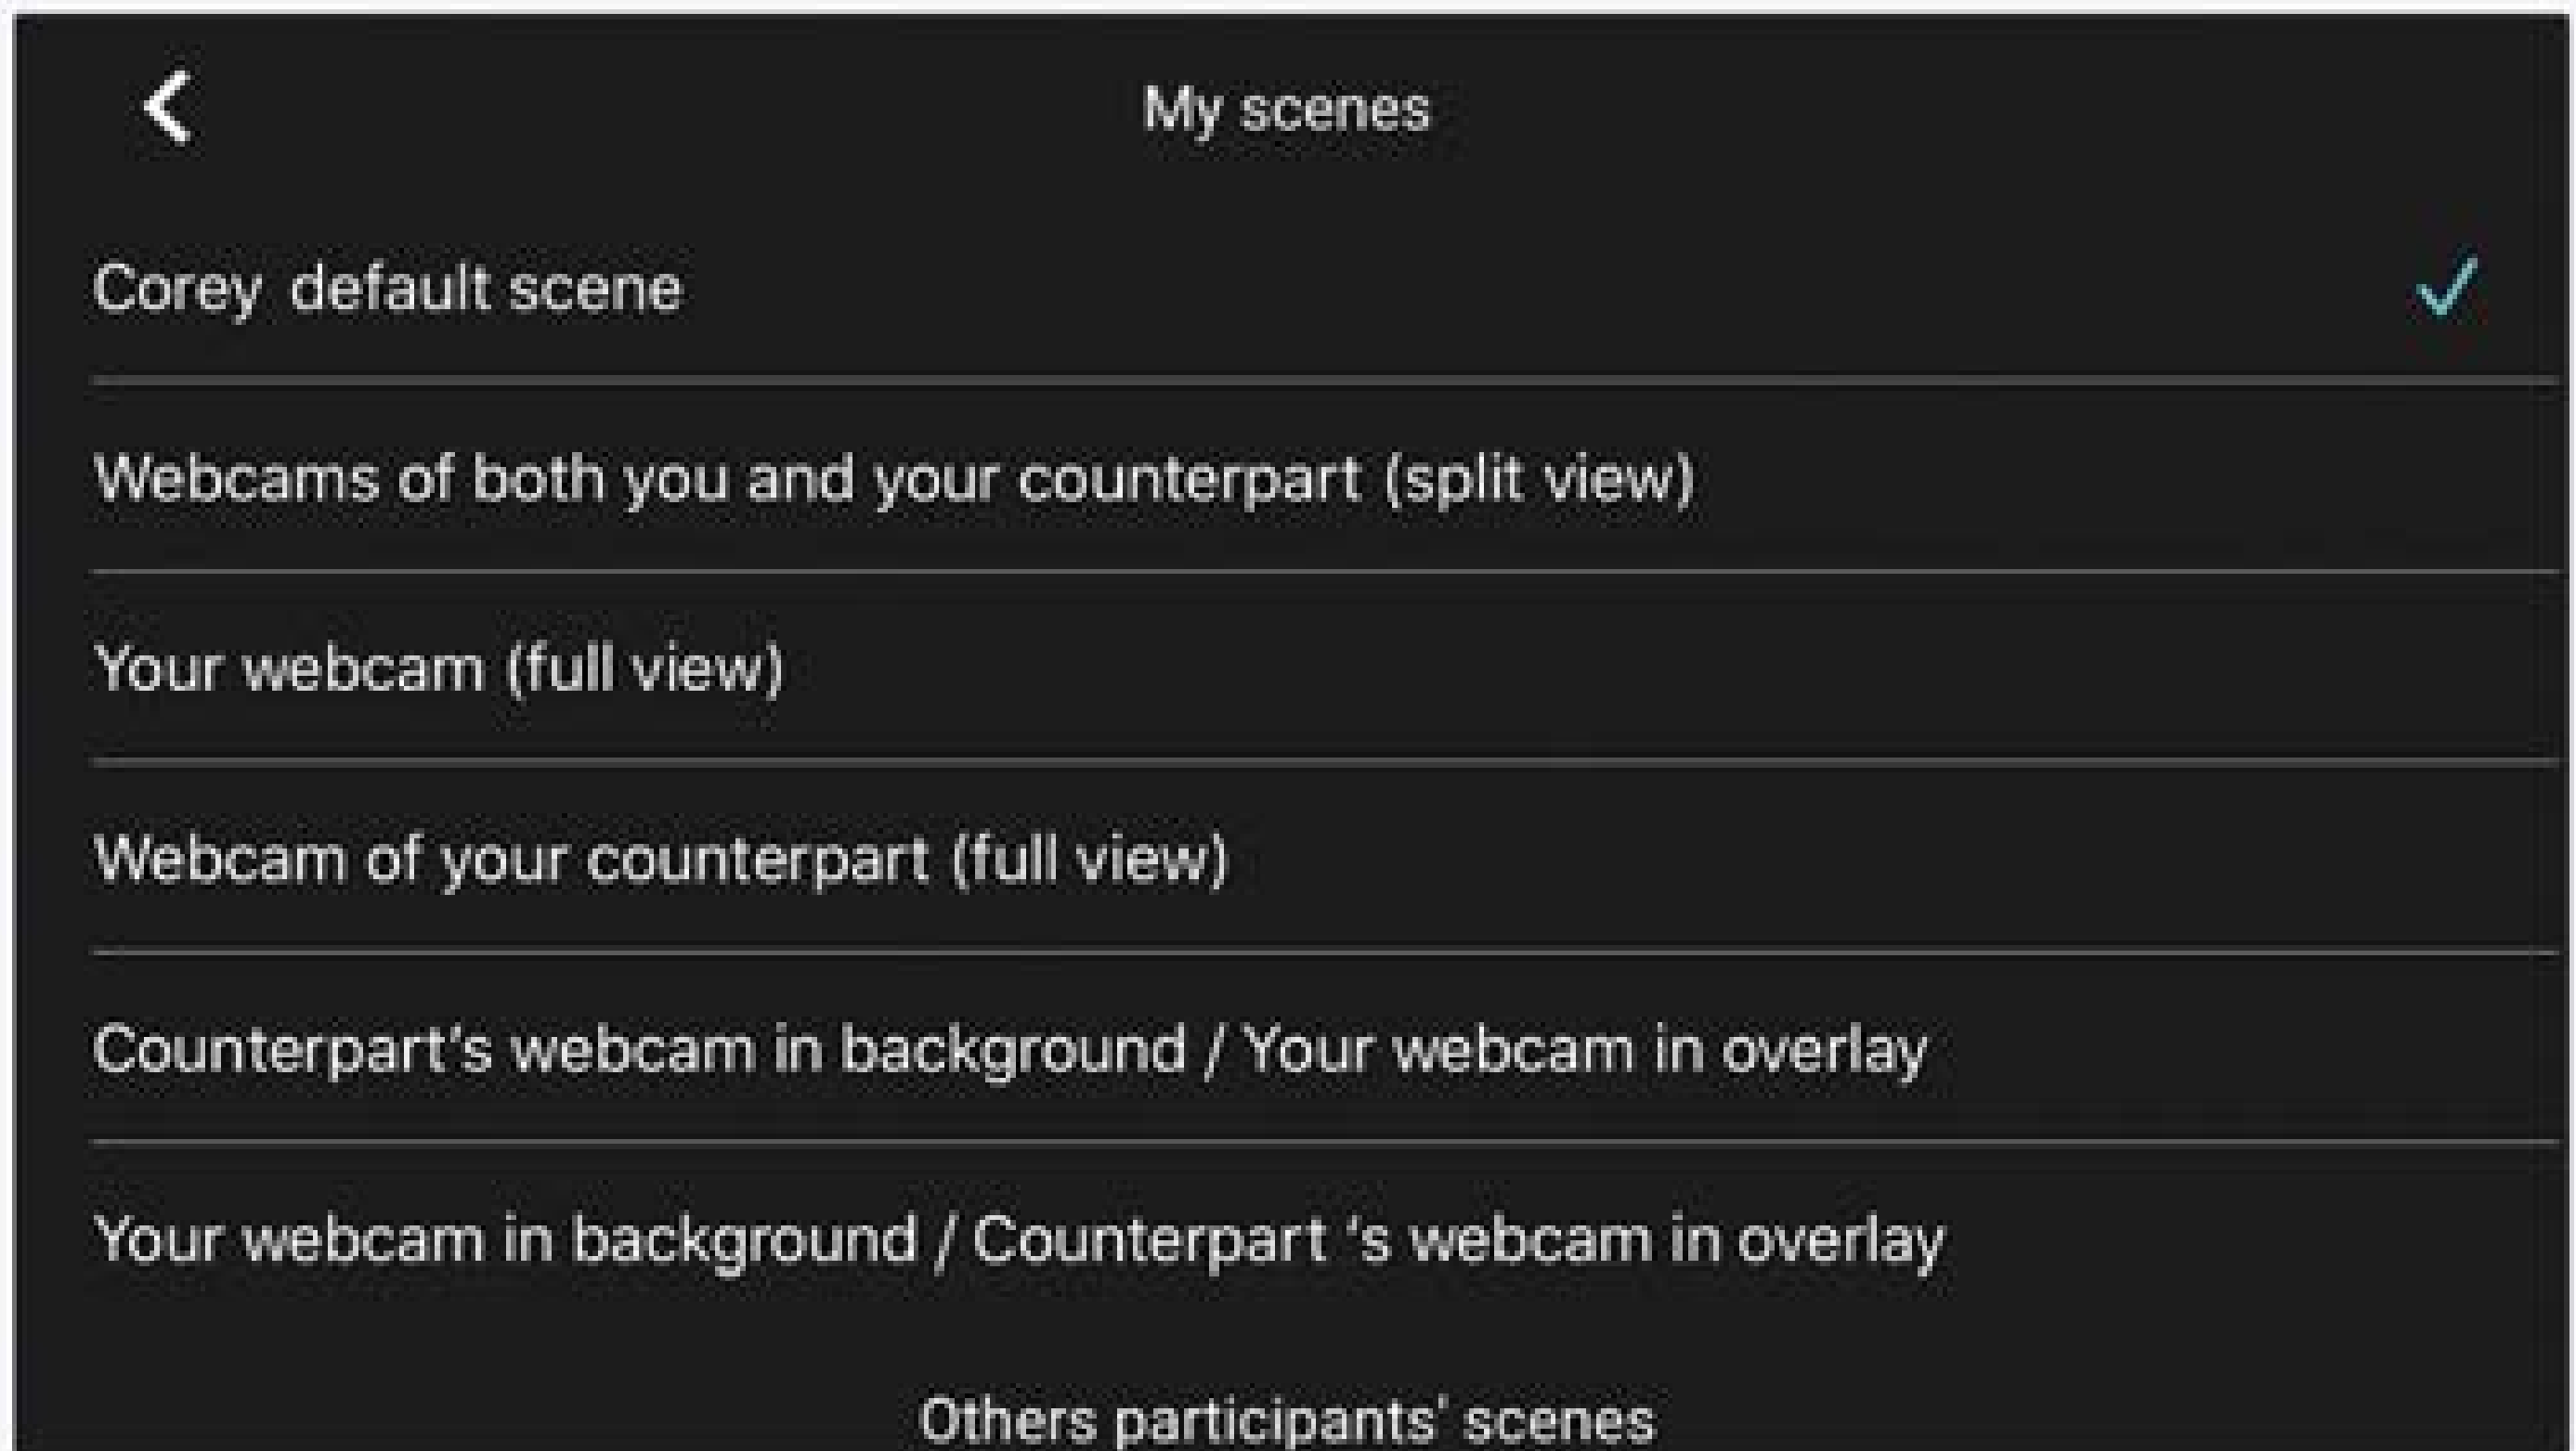 My scenes
Corey default scene
Webcams of both you and your counterpart (split view)
Your webcam (full view)
Webcam of your counterpart (full view)
Counterpart’s webcam in background / Your webcam in overlay
Your webcam in background / Counterpart ‘s webcam in overlay
Others participants' scenes